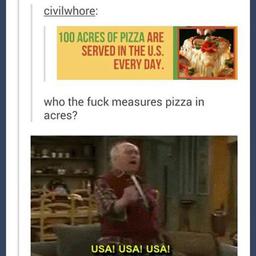 civilwhore:
100 ACRES OF PIZZA ARE
SERVED IN THE U.S.
EVERY DAY.
who the fuck measures pizza in
acres?
USA! USA! USA!